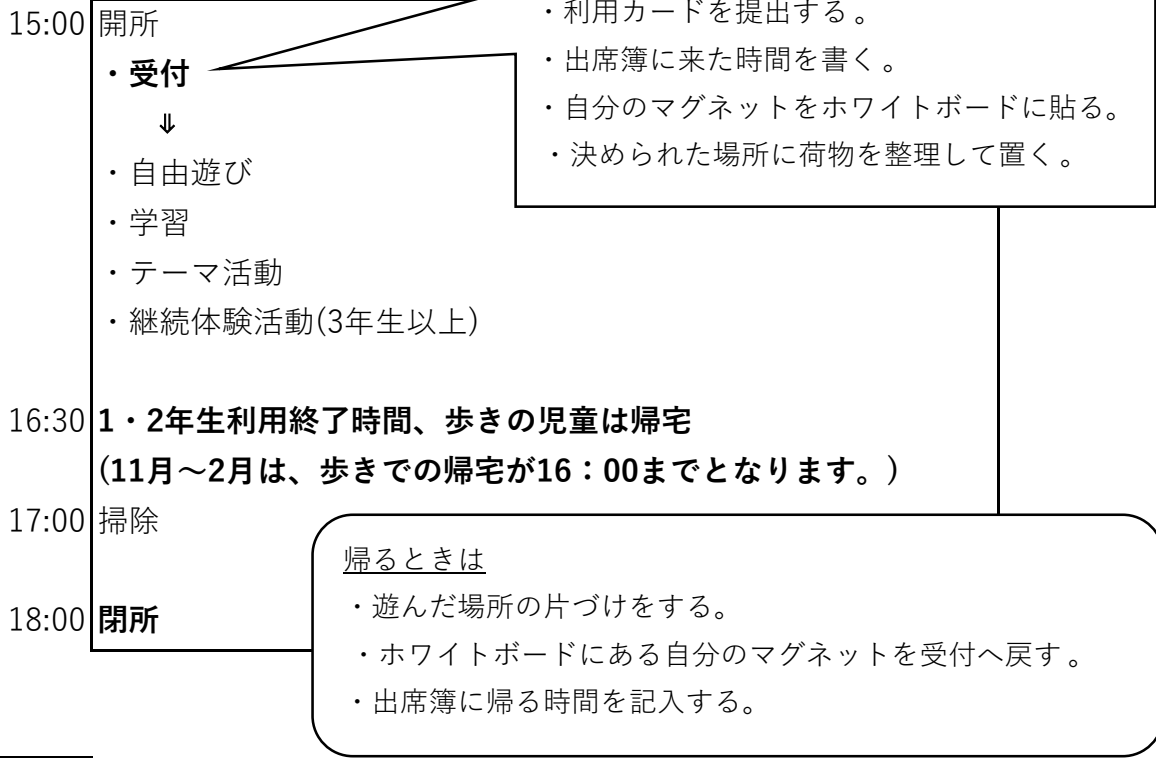 ・利用カードを提出する。
15:00 開所
・出席簿に来た時間を書く。
・受付
・自分のマグネットをホワイトボードに貼る。
⇓
・決められた場所に荷物を整理して置く。
・自由遊び
・学習
・テーマ活動
・継続体験活動(3年生以上)
16:30 1・2年生利用終了時間、歩きの児童は帰宅
(11月～2月は、歩きでの帰宅が16：00までとなります。)
17:00 掃除
帰るときは
・遊んだ場所の片づけをする。
18:00 閉所
・ホワイトボードにある自分のマグネットを受付へ戻す。
・出席簿に帰る時間を記入する。